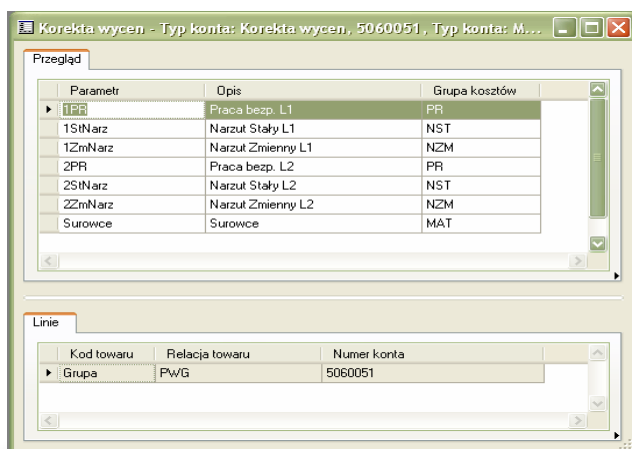 Korekta wycen - Typ konta: Korekta wycen, 5060051, Typ konta: M...
Przegląd
Parametr Opis Grupa kosztów
1PR Praca bezp. L1 PR
1StNarz Narzut Stały L1 NST
1ZmNarz Narzut Zmienny L1 NZM
2PR Praca bezp. L2 PR
2StNarz Narzut Stały L2 NST
2ZmNarz Narzut Zmienny L2 NZM
Surowce Surowce MAT
Linie
Kod towaru Relacja towaru Numer konta
Grupa PWG 5060051